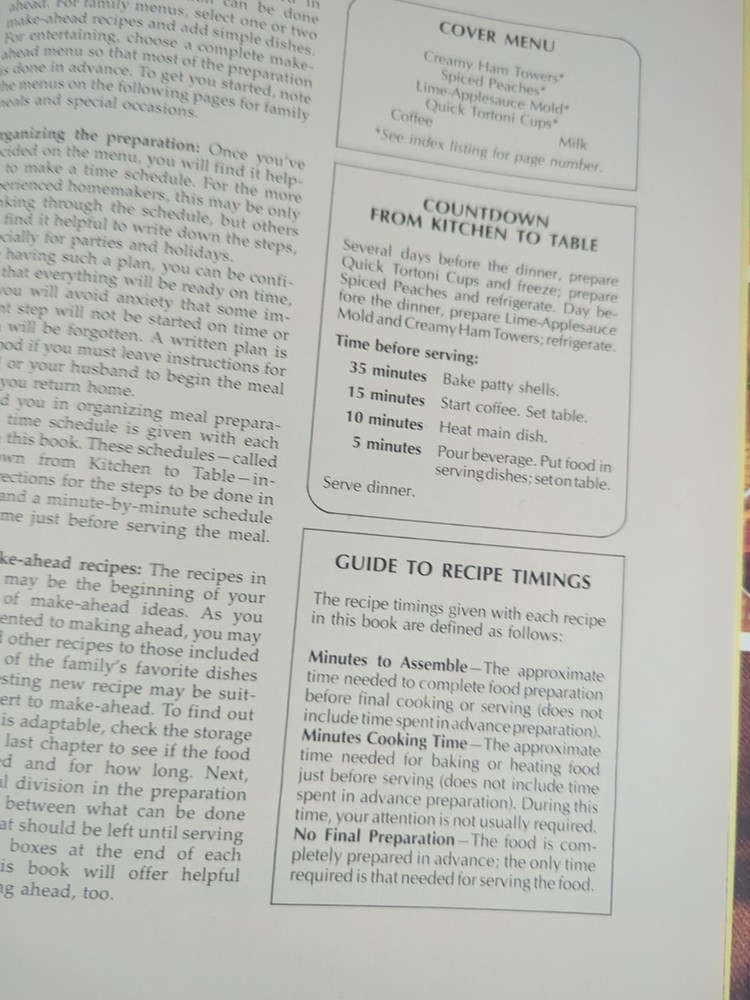 can be done
ahead. For family menus, select one or two
make-ahead recipes and add simple dishes.
For entertaining, choose a complete make-
ahead menu so that most of the preparation
is done in advance. To get you started, note
the menus on the following pages for family
meals and special occasions.
rganizing the preparation: Once you've
cided on the menu, you will find it help-
to make a time schedule. For the more
perienced homemakers, this may be only
king through the schedule, but others
find it helpful to write down the steps,
cially for parties and holidays.
having such a plan, you can be confi-
that everything will be ready on time,
you will avoid anxiety that some im-
nt step will not be started on time or
will be forgotten. A written plan is
ood if you must leave instructions for
or your husband to begin the meal
you return home.
d you in organizing meal prepara-
time schedule is given with each
this book. These schedules—called
wn from Kitchen to Table—in-
rections for the steps to be done in
and a minute-by-minute schedule
me just before serving the meal.
ke-ahead recipes: The recipes in
may be the beginning of your
of make-ahead ideas. As you
ented to making ahead, you may
other recipes to those included
of the family's favorite dishes
sting new recipe may be suit-
ert to make-ahead. To find out
is adaptable, check the storage
last chapter to see if the food
ed and for how long. Next,
al division in the preparation
between what can be done
at should be left until serving
boxes at the end of each
is book will offer helpful
ng ahead, too.
COVER MENU
Creamy Ham Towers*
Spiced Peaches*
Lime-Applesauce Mold*
Quick Tortoni Cups*
Coffee Milk
*See index listing for page number.
COUNTDOWN
FROM KITCHEN TO TABLE
Several days before the dinner, prepare
Quick Tortoni Cups and freeze; prepare
Spiced Peaches and refrigerate. Day be-
fore the dinner, prepare Lime-Applesauce
Mold and Creamy Ham Towers; refrigerate.
Time before serving:
35 minutes Bake patty shells.
15 minutes Start coffee. Set table.
10 minutes Heat main dish.
5 minutes Pour beverage. Put food in
serving dishes; set on table.
Serve dinner.
GUIDE TO RECIPE TIMINGS
The recipe timings given with each recipe
in this book are defined as follows:
Minutes to Assemble—The approximate
time needed to complete food preparation
before final cooking or serving (does not
include time spent in advance preparation).
Minutes Cooking Time—The approximate
time needed for baking or heating food
just before serving (does not include time
spent in advance preparation). During this
time, your attention is not usually required.
No Final Preparation—The food is com-
pletely prepared in advance; the only time
required is that needed for serving the food.